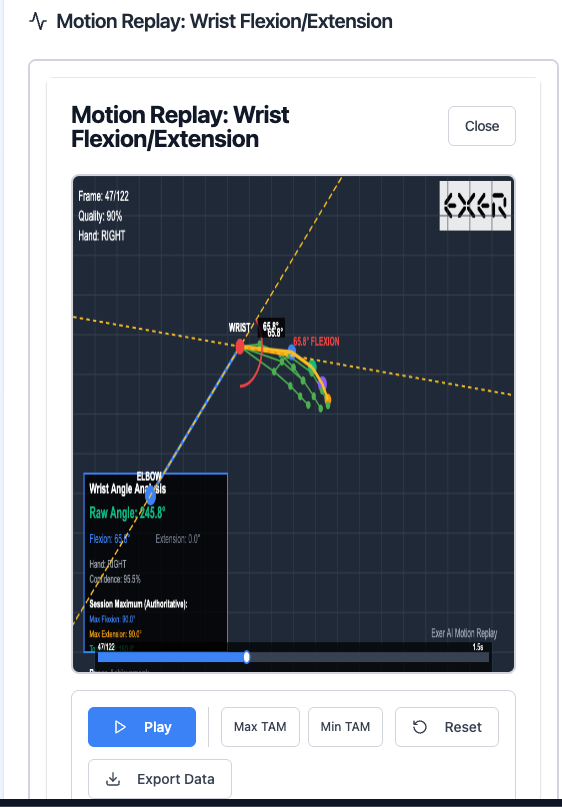 Motion Replay: Wrist Flexion/Extension
Motion Replay: Wrist
Flexion/Extension
Close
Frame: 47/122
Quality: 90%
Hand: RIGHT
EXER
WRIST
65.8°
65.8°
65.8° FLEXION
ELBOW
Wrist Angle Analysis
Raw Angle: 245.8°
Flexion: 65.8° Extension: 0.0°
Hand: RIGHT
Confidence: 95.5%
Session Maximum (Authoritative):
Max Flexion: 90.0°
Max Extension: 90.0°
Exer AI Motion Replay
47/122
1.5s
Play
Max TAM
Min TAM
Reset
Export Data